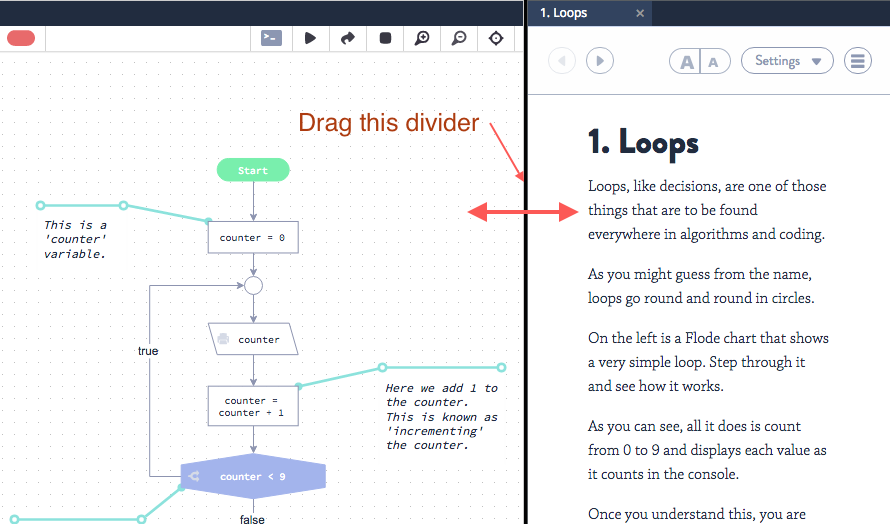 1. Loops
>-
A A
Settings
Drag this divider
Start
This is a
'counter'
variable.
counter = 0
counter
true
counter =
counter + 1
Here we add 1 to
the counter.
This is known as
'incrementing'
the counter.
counter < 9
false
1. Loops
Loops, like decisions, are one of those
things that are to be found
everywhere in algorithms and coding.
As you might guess from the name,
loops go round and round in circles.
On the left is a Flode chart that shows
a very simple loop. Step through it
and see how it works.
As you can see, all it does is count
from 0 to 9 and displays each value as
it counts in the console.
Once you understand this, you are